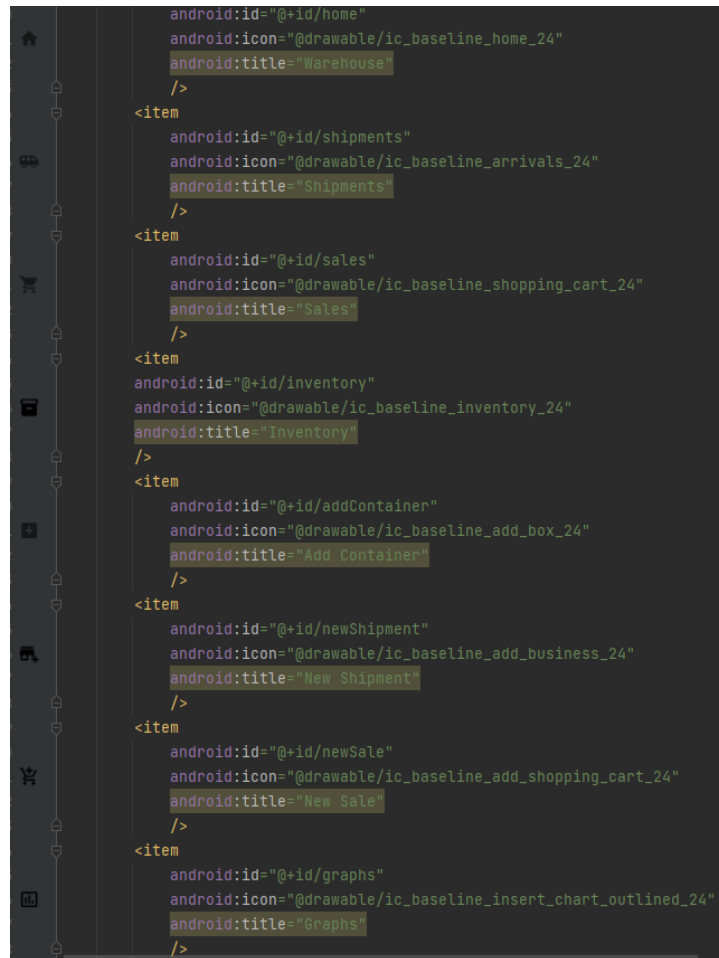 android:id="@+id/home"
android:icon="@drawable/ic_baseline_home_24"
android:title="Warehouse"
/>
<item
android:id="@+id/shipments"
android:icon="@drawable/ic_baseline_arrivals_24"
android:title="Shipments"
/>
<item
android:id="@+id/sales"
android:icon="@drawable/ic_baseline_shopping_cart_24"
android:title="Sales"
/>
<item
android:id="@+id/inventory"
android:icon="@drawable/ic_baseline_inventory_24"
android:title="Inventory"
/>
<item
android:id="@+id/addContainer"
android:icon="@drawable/ic_baseline_add_box_24"
android:title="Add Container"
/>
<item
android:id="@+id/newShipment"
android:icon="@drawable/ic_baseline_add_business_24"
android:title="New Shipment"
/>
<item
android:id="@+id/newSale"
android:icon="@drawable/ic_baseline_add_shopping_cart_24"
android:title="New Sale"
/>
<item
android:id="@+id/graphs"
android:icon="@drawable/ic_baseline_insert_chart_outlined_24"
android:title="Graphs"
/>